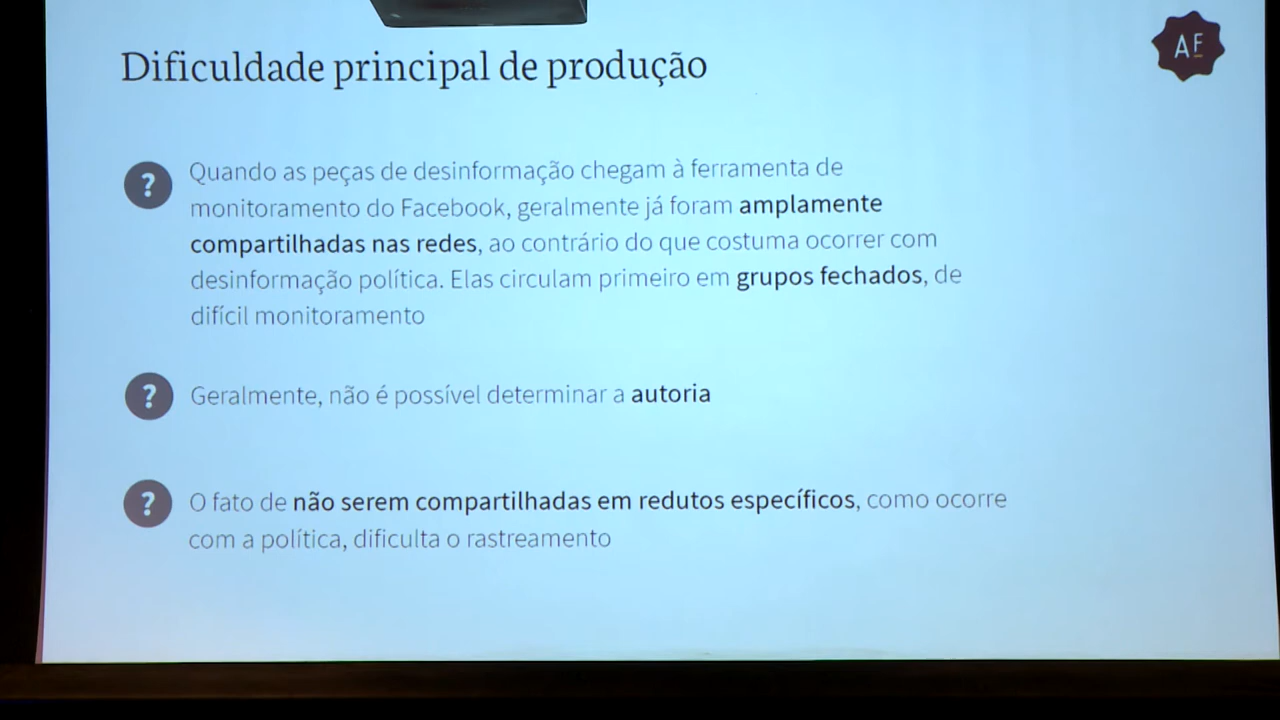 Dificuldade principal de produção
AF
? Quando as peças de desinformação chegam à ferramenta de
monitoramento do Facebook, geralmente já foram amplamente
compartilhadas nas redes, ao contrário do que costuma ocorrer com
desinformação política. Elas circulam primeiro em grupos fechados, de
difícil monitoramento
? Geralmente, não é possível determinar a autoria
? O fato de não serem compartilhadas em redutos específicos, como ocorre
com a política, dificulta o rastreamento